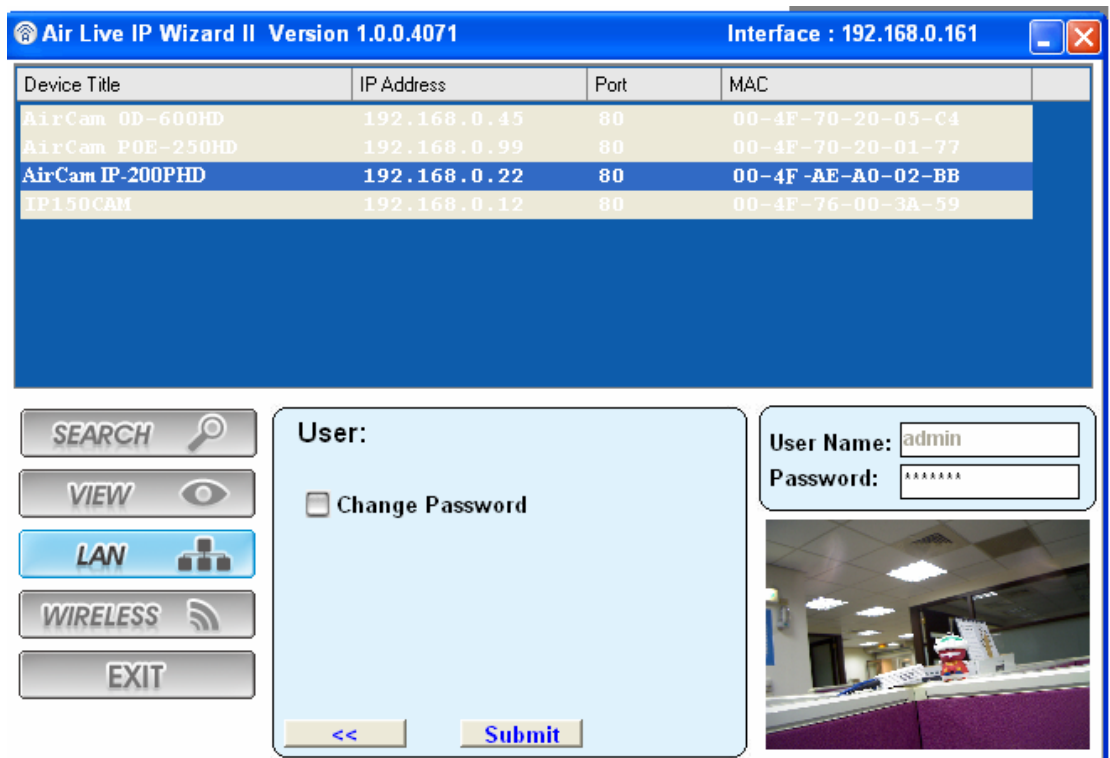 Air Live IP Wizard II Version 1.0.0.4071 Interface : 192.168.0.161
Device Title IP Address Port MAC
AirCam OD-600HD 192.168.0.45 80 00-4F-70-20-05-C4
AirCam POE-250HD 192.168.0.99 80 00-4F-70-20-01-77
AirCam IP-200PHD 192.168.0.22 80 00-4F -AE-A0-02-BB
IP150CAM 192.168.0.12 80 00-4F-76-00-3A-59
SEARCH
VIEW
LAN
WIRELESS
EXIT
User:
Change Password
<<
Submit
User Name: admin
Password: *******